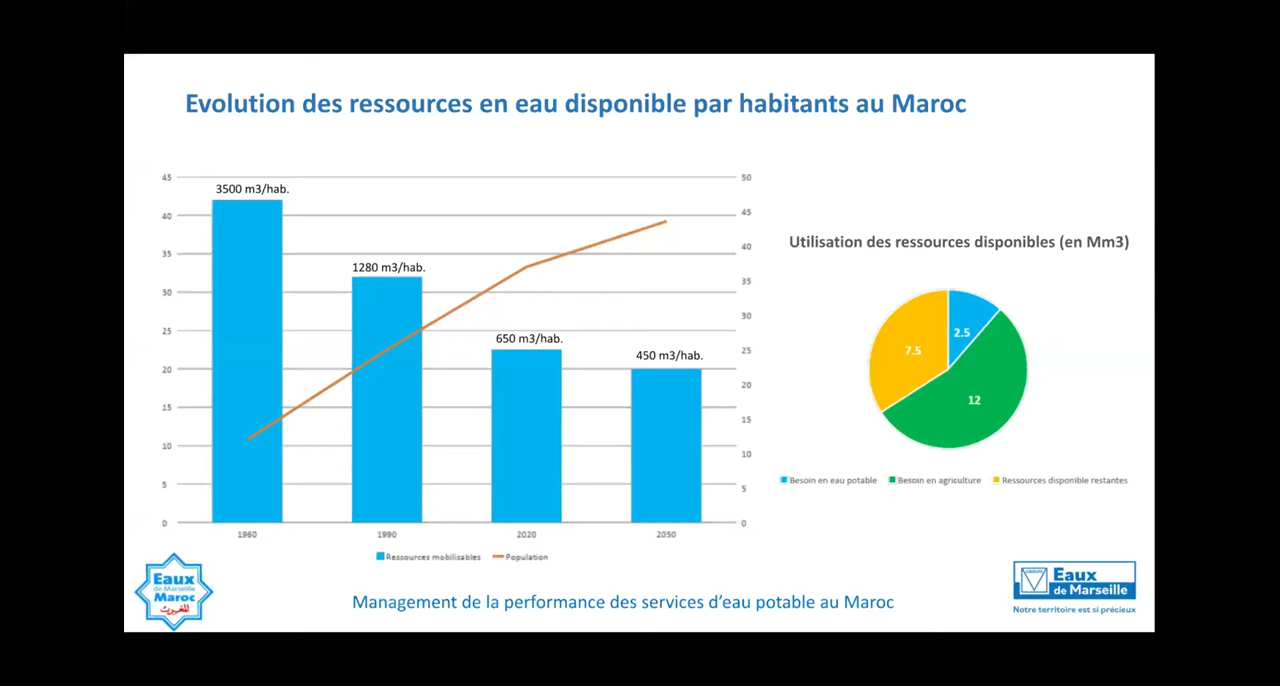 Evolution des ressources en eau disponible par habitants au Maroc
45
40
35
30
25
20
15
10
5
0
3500 m3/hab.
1280 m3/hab.
650 m3/hab.
450 m3/hab.
50
45
40
35
30
25
20
15
10
5
0
1960
1990
2020
2050
Ressources mobilisables
Population
Utilisation des ressources disponibles (en Mm3)
2.5
7.5
12
Besoin en eau potable
Besoin en agriculture
Ressources disponible restantes
Eaux
de Marseille
Maroc
للمغرب
Management de la performance des services d'eau potable au Maroc
GROUPE
Eaux
de Marseille
Notre territoire est si précieux